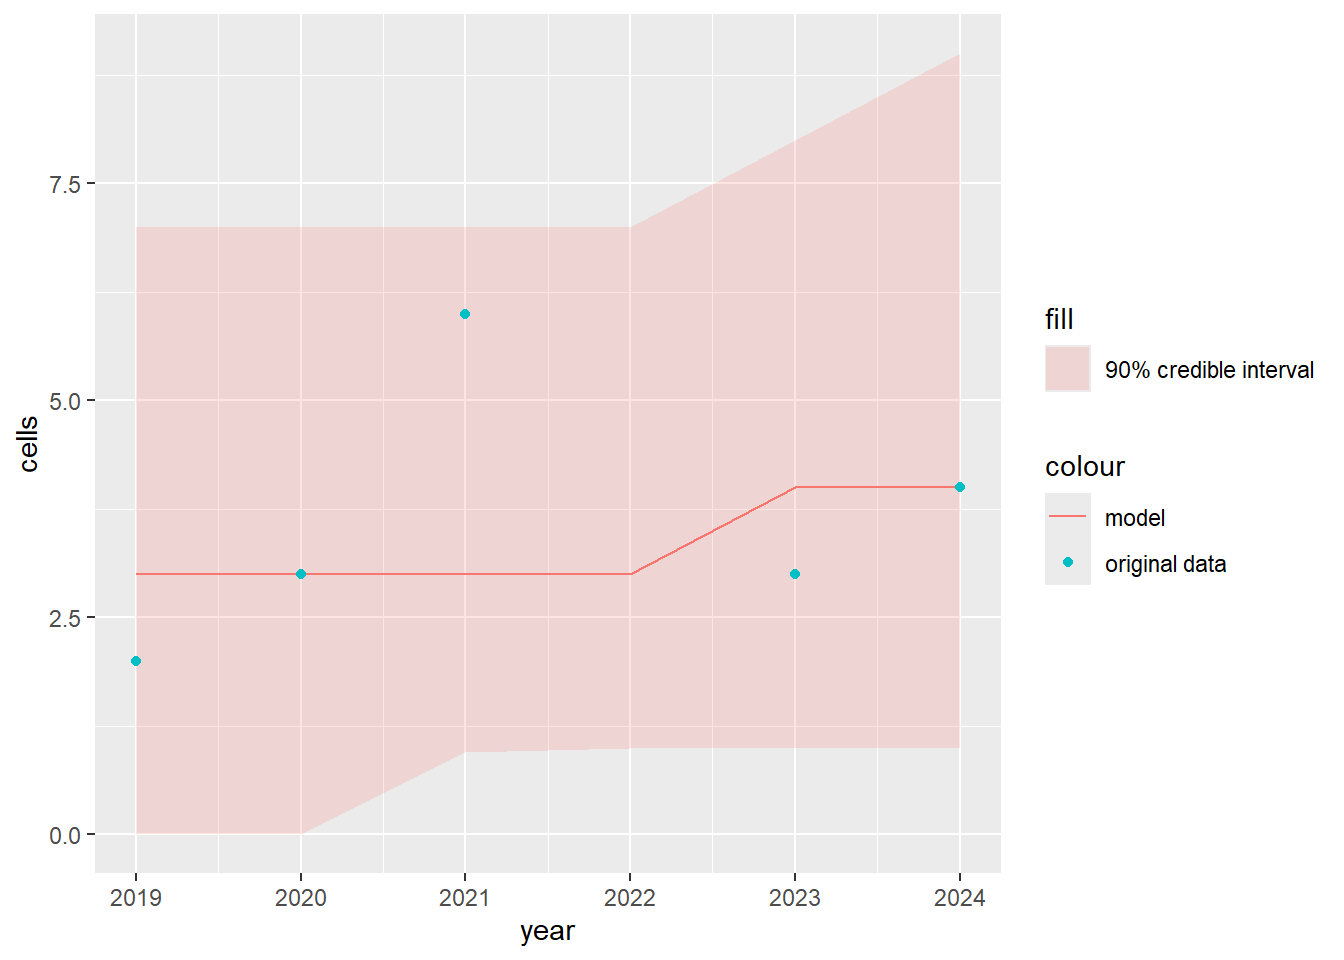 7.5
5.0
2.5
0.0
cells
2019 2020 2021 2022 2023 2024
year
fill
90% credible interval
colour
model
original data